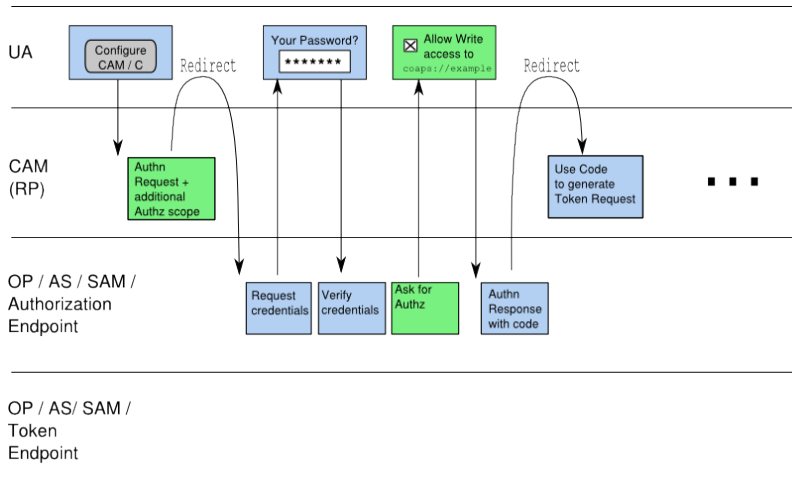 UA
Configure
CAM / C
Redirect
Your Password?
*******
Allow Write
access to
coaps://example
Redirect
CAM
(RP)
Authn
Request +
additional
Authz scope
Use Code
to generate
Token Request
OP / AS / SAM /
Authorization
Endpoint
Request
credentials
Verify
credentials
Ask for
Authz
Authn
Response
with code
OP / AS/ SAM /
Token
Endpoint